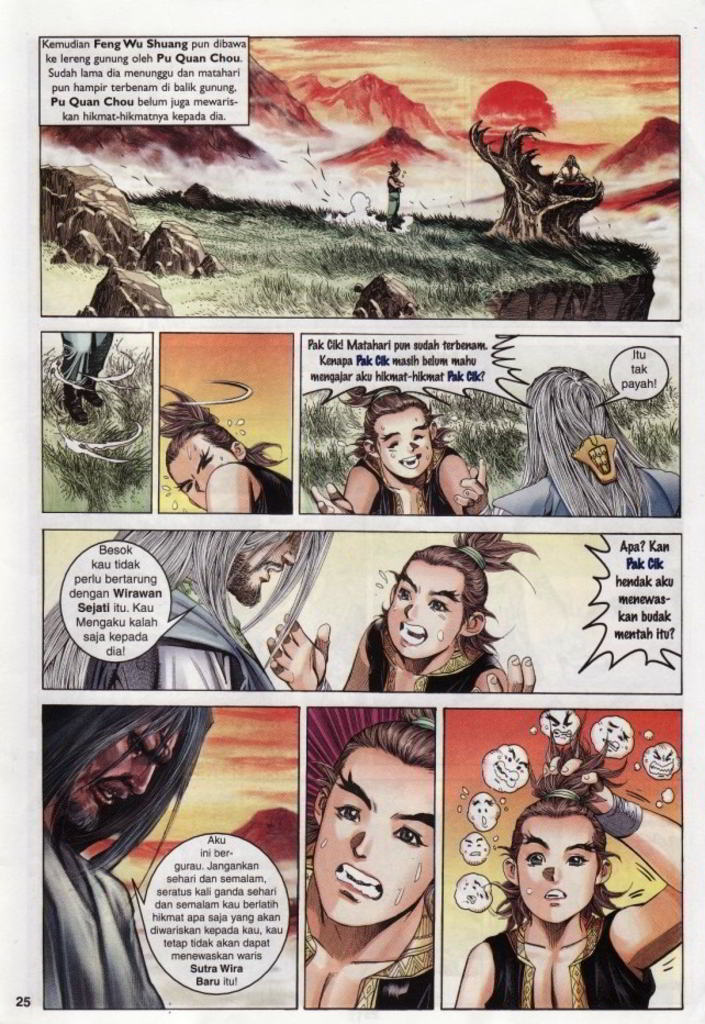 Kemudian Feng Wu Shuang pun dibawa
ke lereng gunung oleh Pu Quan Chou.
Sudah lama dia menunggu dan matahari
pun hampir terbenam di balik gunung,
Pu Quan Chou belum juga mewaris-
kan hikmat-hikmatnya kepada dia.
Pak Cik! Matahari pun sudah terbenam.
Kenapa Pak Cik masih belum mahu
mengajar aku hikmat-hikmat Pak Cik?
Itu
tak
payah!
Besok
kau tidak
perlu bertarung
dengan Wirawan
Sejati itu. Kau
Mengaku kalah
saja kepada
dia!
Apa? Kan
Pak Cik
hendak aku
menewas-
kan budak
mentah itu?
Aku
ini ber-
gurau. Jangankan
sehari dan semalam,
seratus kali ganda sehari
dan semalam kau berlatih
hikmat apa saja yang akan
diwariskan kepada kau, kau
tetap tidak akan dapat
menewaskan waris
Sutra Wira
Baru itu!
25